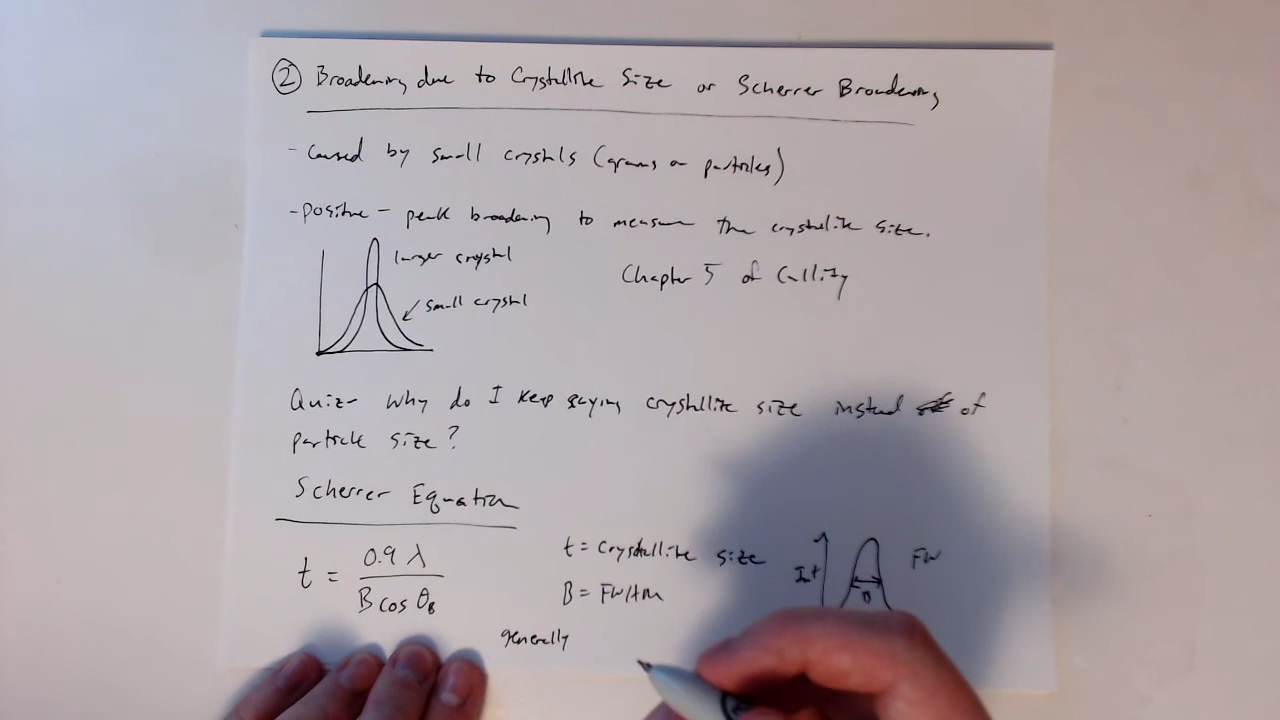 ② Broadening due to Crystallite Size or Scherrer Broadening
- Caused by small crystals (grains or particles)
- positive - peak broadening to measure the crystallite size.
larger crystal
Chapter 5 of Cullity
small crystal
Quiz - Why do I keep saying crystallite size instead of
particle size?
Scherrer Equation
t = 0.9 λ / B cos θB
t = crystallite size
B = FWHM
Int
B
FW
generally